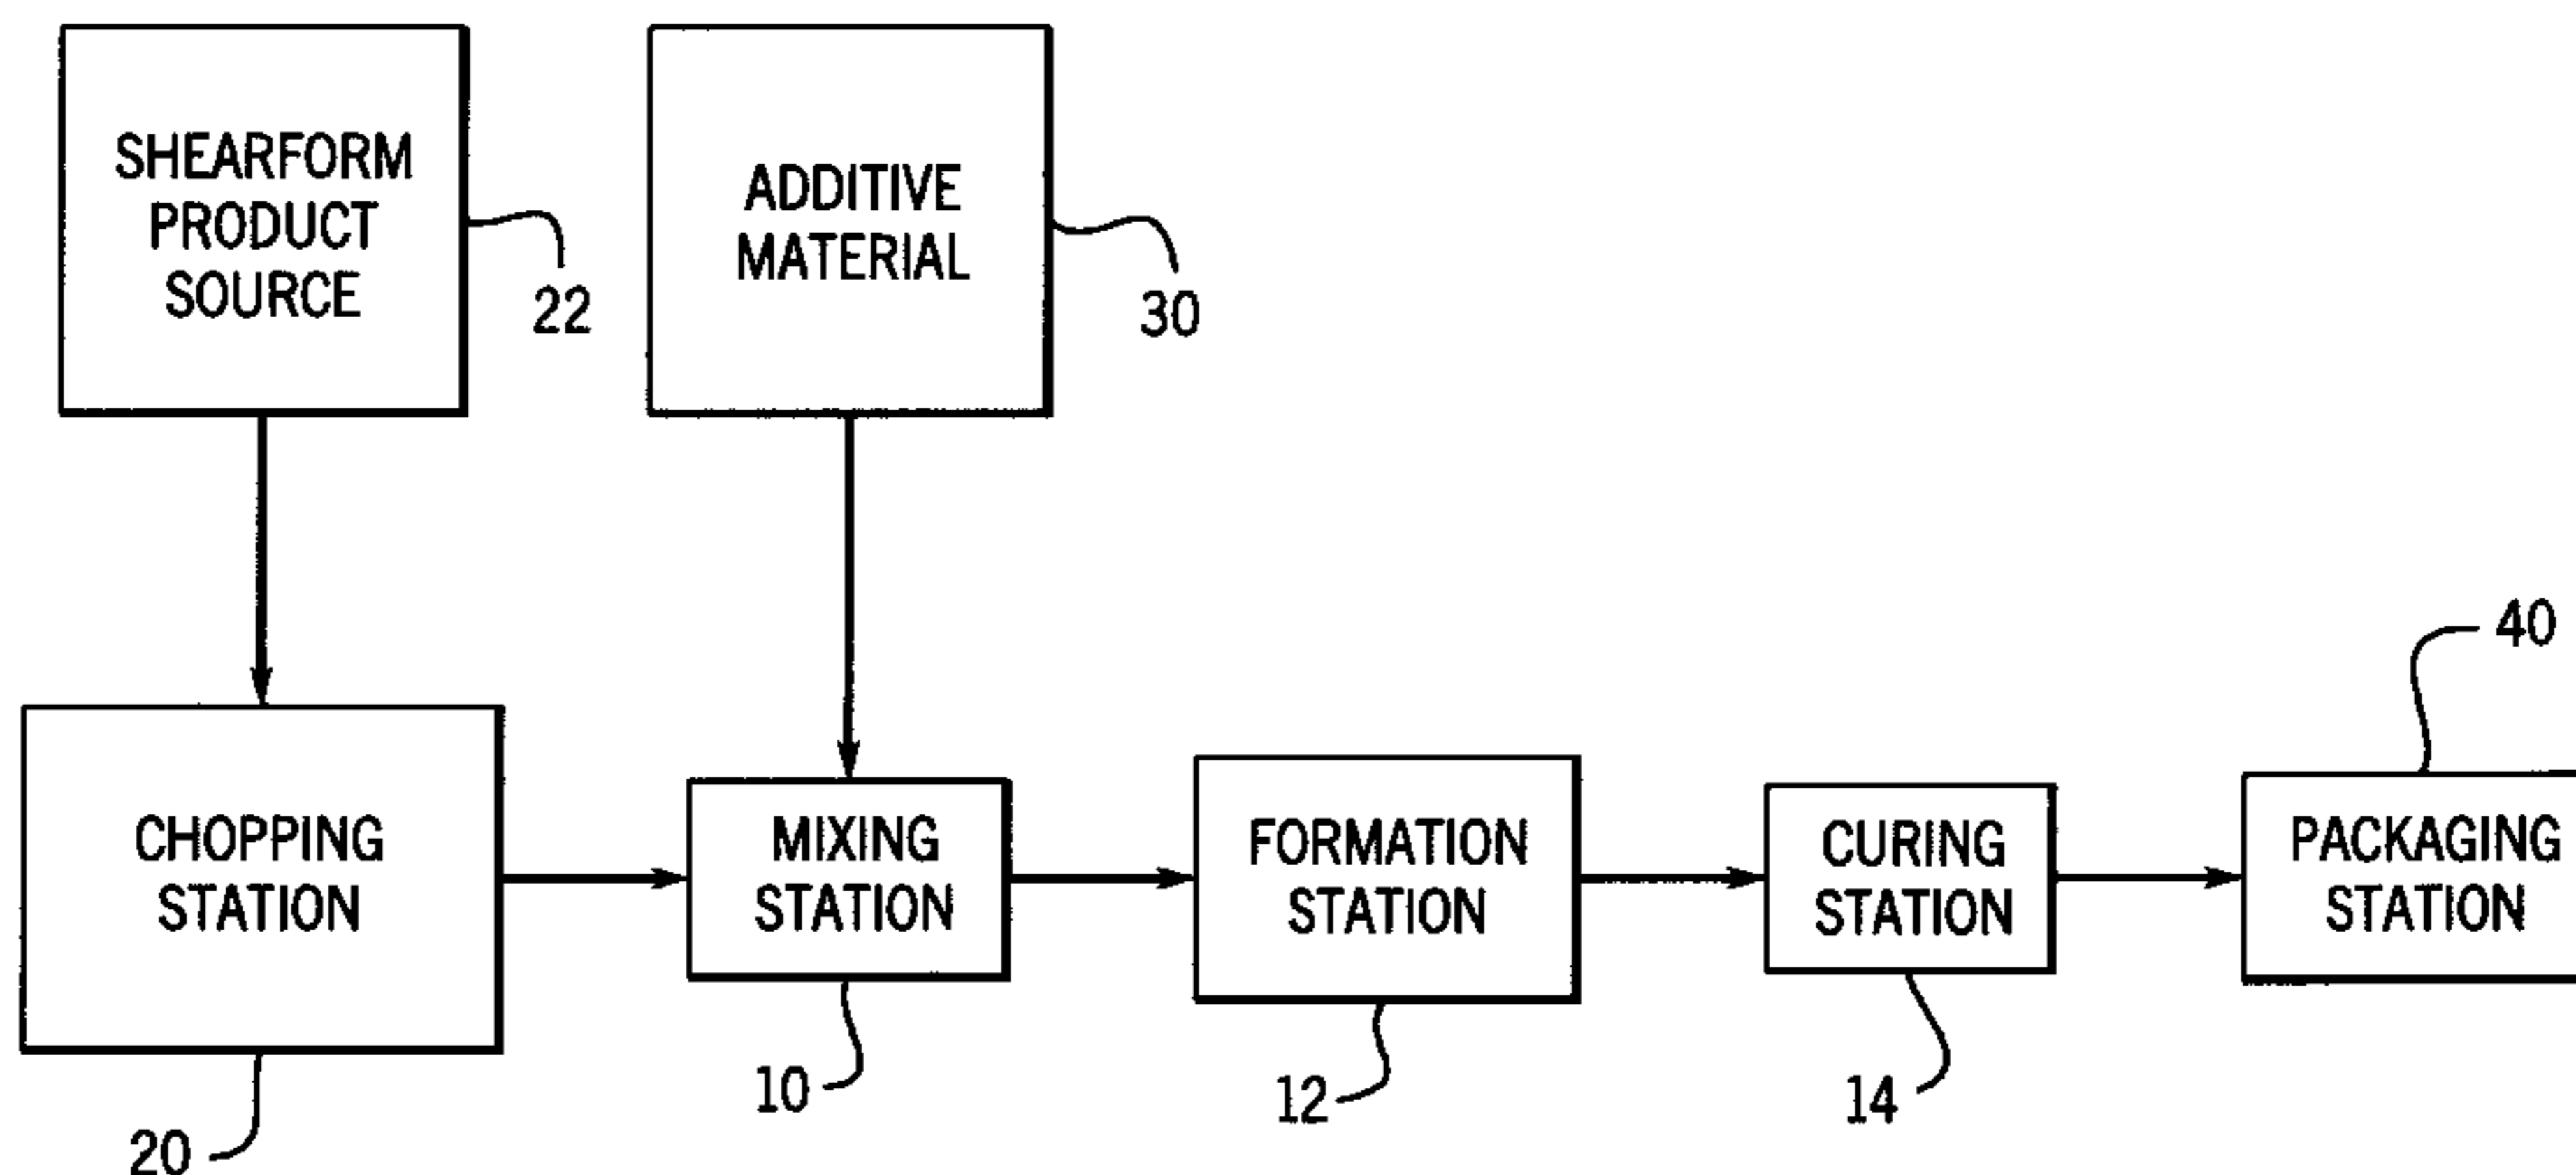 SHEARFORM
PRODUCT
SOURCE
22
ADDITIVE
MATERIAL
30
40
CHOPPING
STATION
20
MIXING
STATION
10
FORMATION
STATION
12
CURING
STATION
14
PACKAGING
STATION